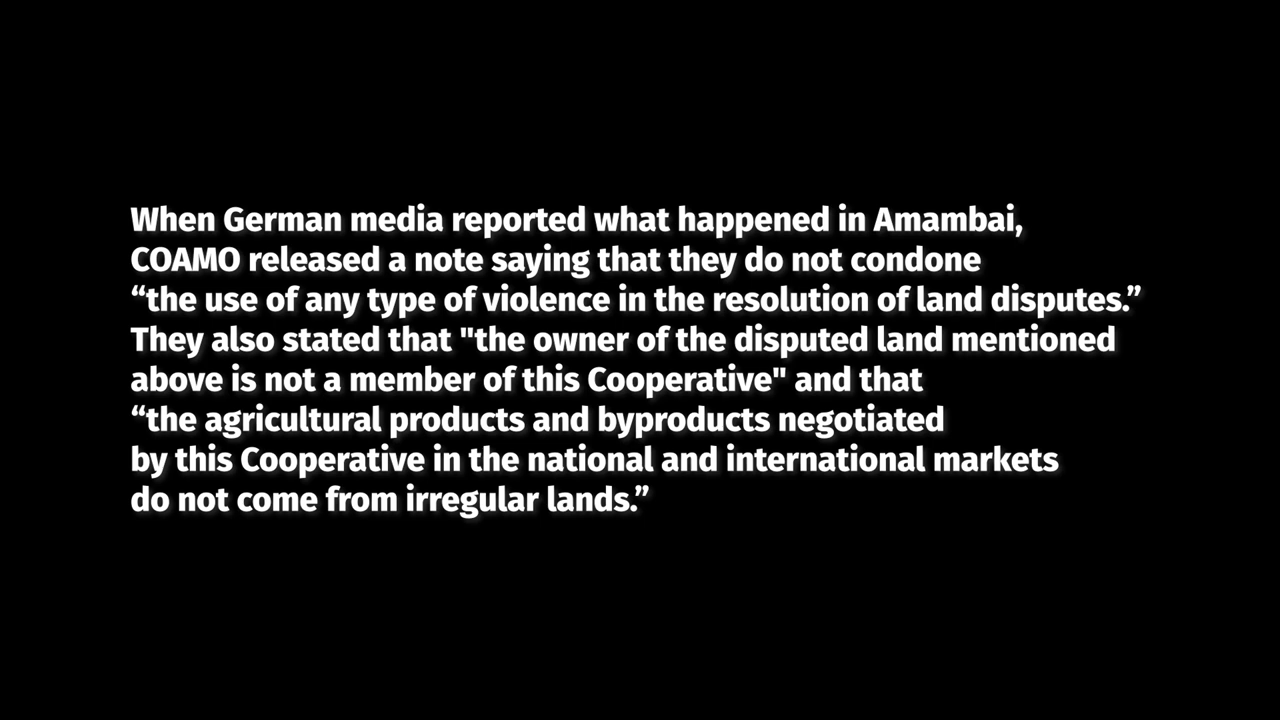 When German media reported what happened in Amambai,
COAMO released a note saying that they do not condone
“the use of any type of violence in the resolution of land disputes.”
They also stated that "the owner of the disputed land mentioned
above is not a member of this Cooperative" and that
“the agricultural products and byproducts negotiated
by this Cooperative in the national and international markets
do not come from irregular lands.”